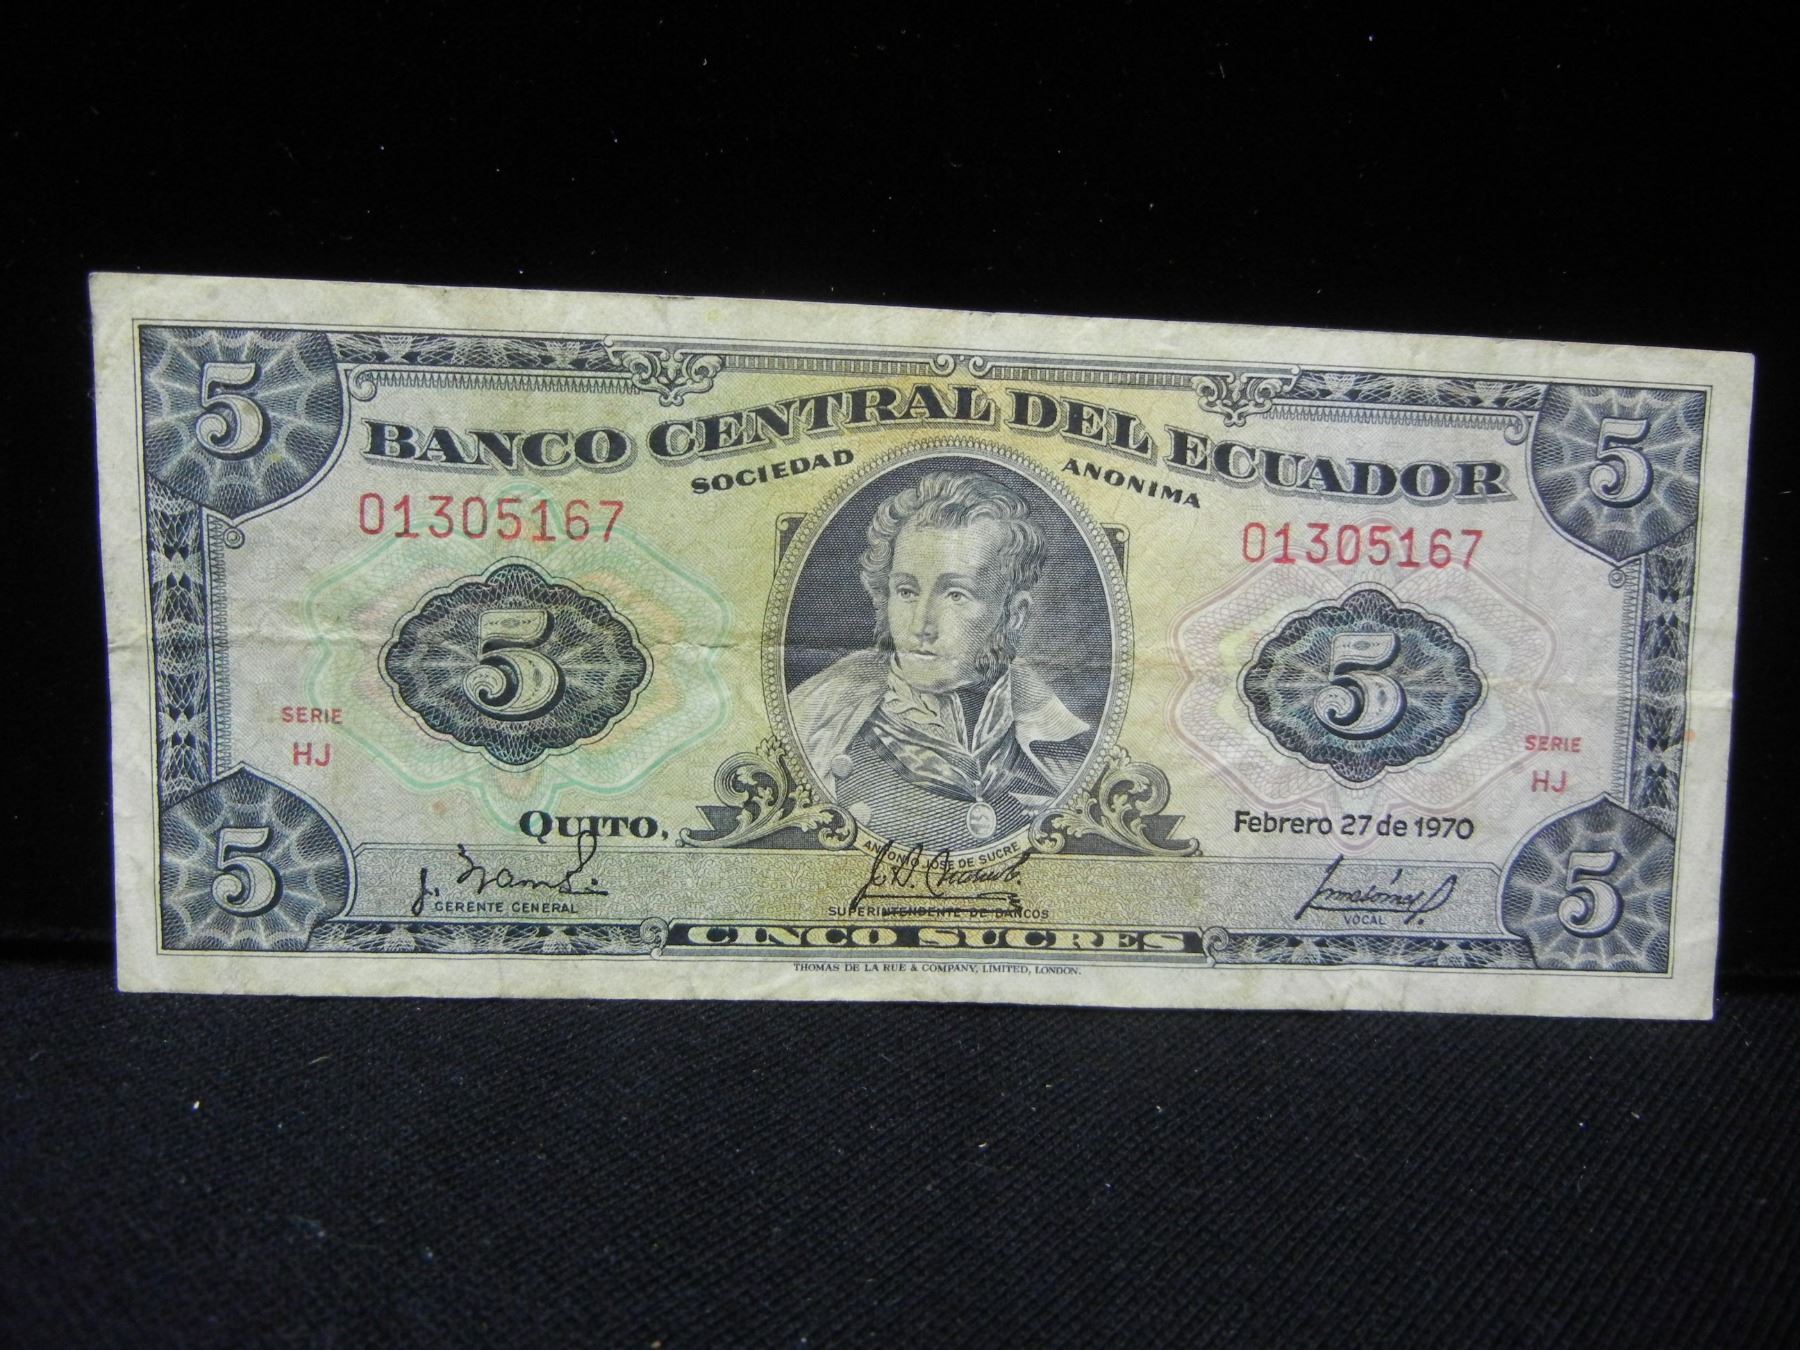 5 5
BANCO CENTRAL DEL ECUADOR
SOCIEDAD ANONIMA
01305167 01305167
5 5
SERIE SERIE
HJ HJ
QUITO, Febrero 27 de 1970
ANTONIO JOSE DE SUCRE
5 5
GERENTE GENERAL SUPERINTENDENTE DE BANCOS VOCAL
CINCO SUCRES
THOMAS DE LA RUE & COMPANY, LIMITED, LONDON.